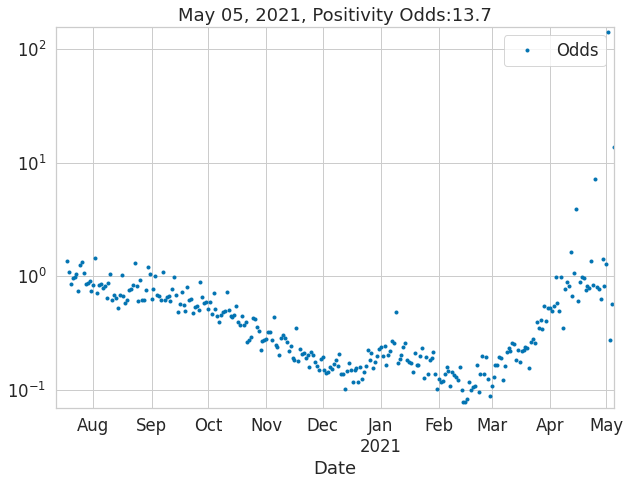 May 05, 2021, Positivity Odds:13.7
Odds
10²
10¹
10⁰
10⁻¹
Aug Sep Oct Nov Dec Jan Feb Mar Apr May
2021
Date